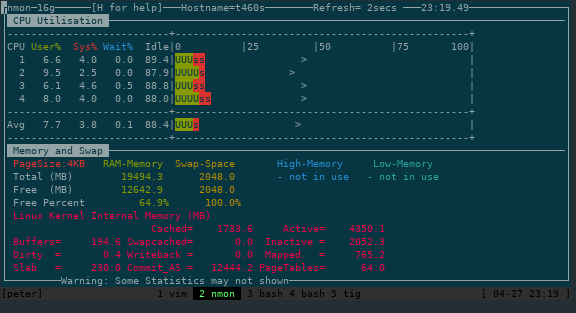 nmon─16g─────[H for help]───Hostname=t460s────────Refresh= 2secs ───23:19.49─
CPU Utilisation
---------------------------+-------------------------------------------------+
CPU User%  Sys% Wait%  Idle|0          |25         |50          |75       100|
  1   6.6   4.0   0.0  89.4|UUUss                >                           |
  2   9.5   2.5   0.0  87.9|UUUUs              >                             |
  3   6.1   4.6   0.5  88.8|UUUss                >                           |
  4   8.0   4.0   0.0  88.0|UUUUss               >                           |
---------------------------+-------------------------------------------------+
Avg   7.7   3.8   0.1  88.4|UUUs                >                            |
---------------------------+-------------------------------------------------+
Memory and Swap
PageSize:4KB   RAM-Memory  Swap-Space       High-Memory     Low-Memory
Total (MB)        19494.3      2048.0       - not in use   - not in use
Free  (MB)        12642.9      2048.0
Free Percent         64.9%      100.0%
Linux Kernel Internal Memory (MB)
                       Cached=    1733.6     Active=    4350.1
Buffers=     194.6 Swapcached=       0.0  Inactive =    2052.3
Dirty  =       0.4 Writeback =       0.0  Mapped   =     765.2
Slab   =     230.0 Commit_AS =   12444.2 PageTables=      64.0
Warning: Some Statistics may not shown
[peter]                   1 vim  2 nmon  3 bash 4 bash 5 tig                    [ 04-27 23:19 ]